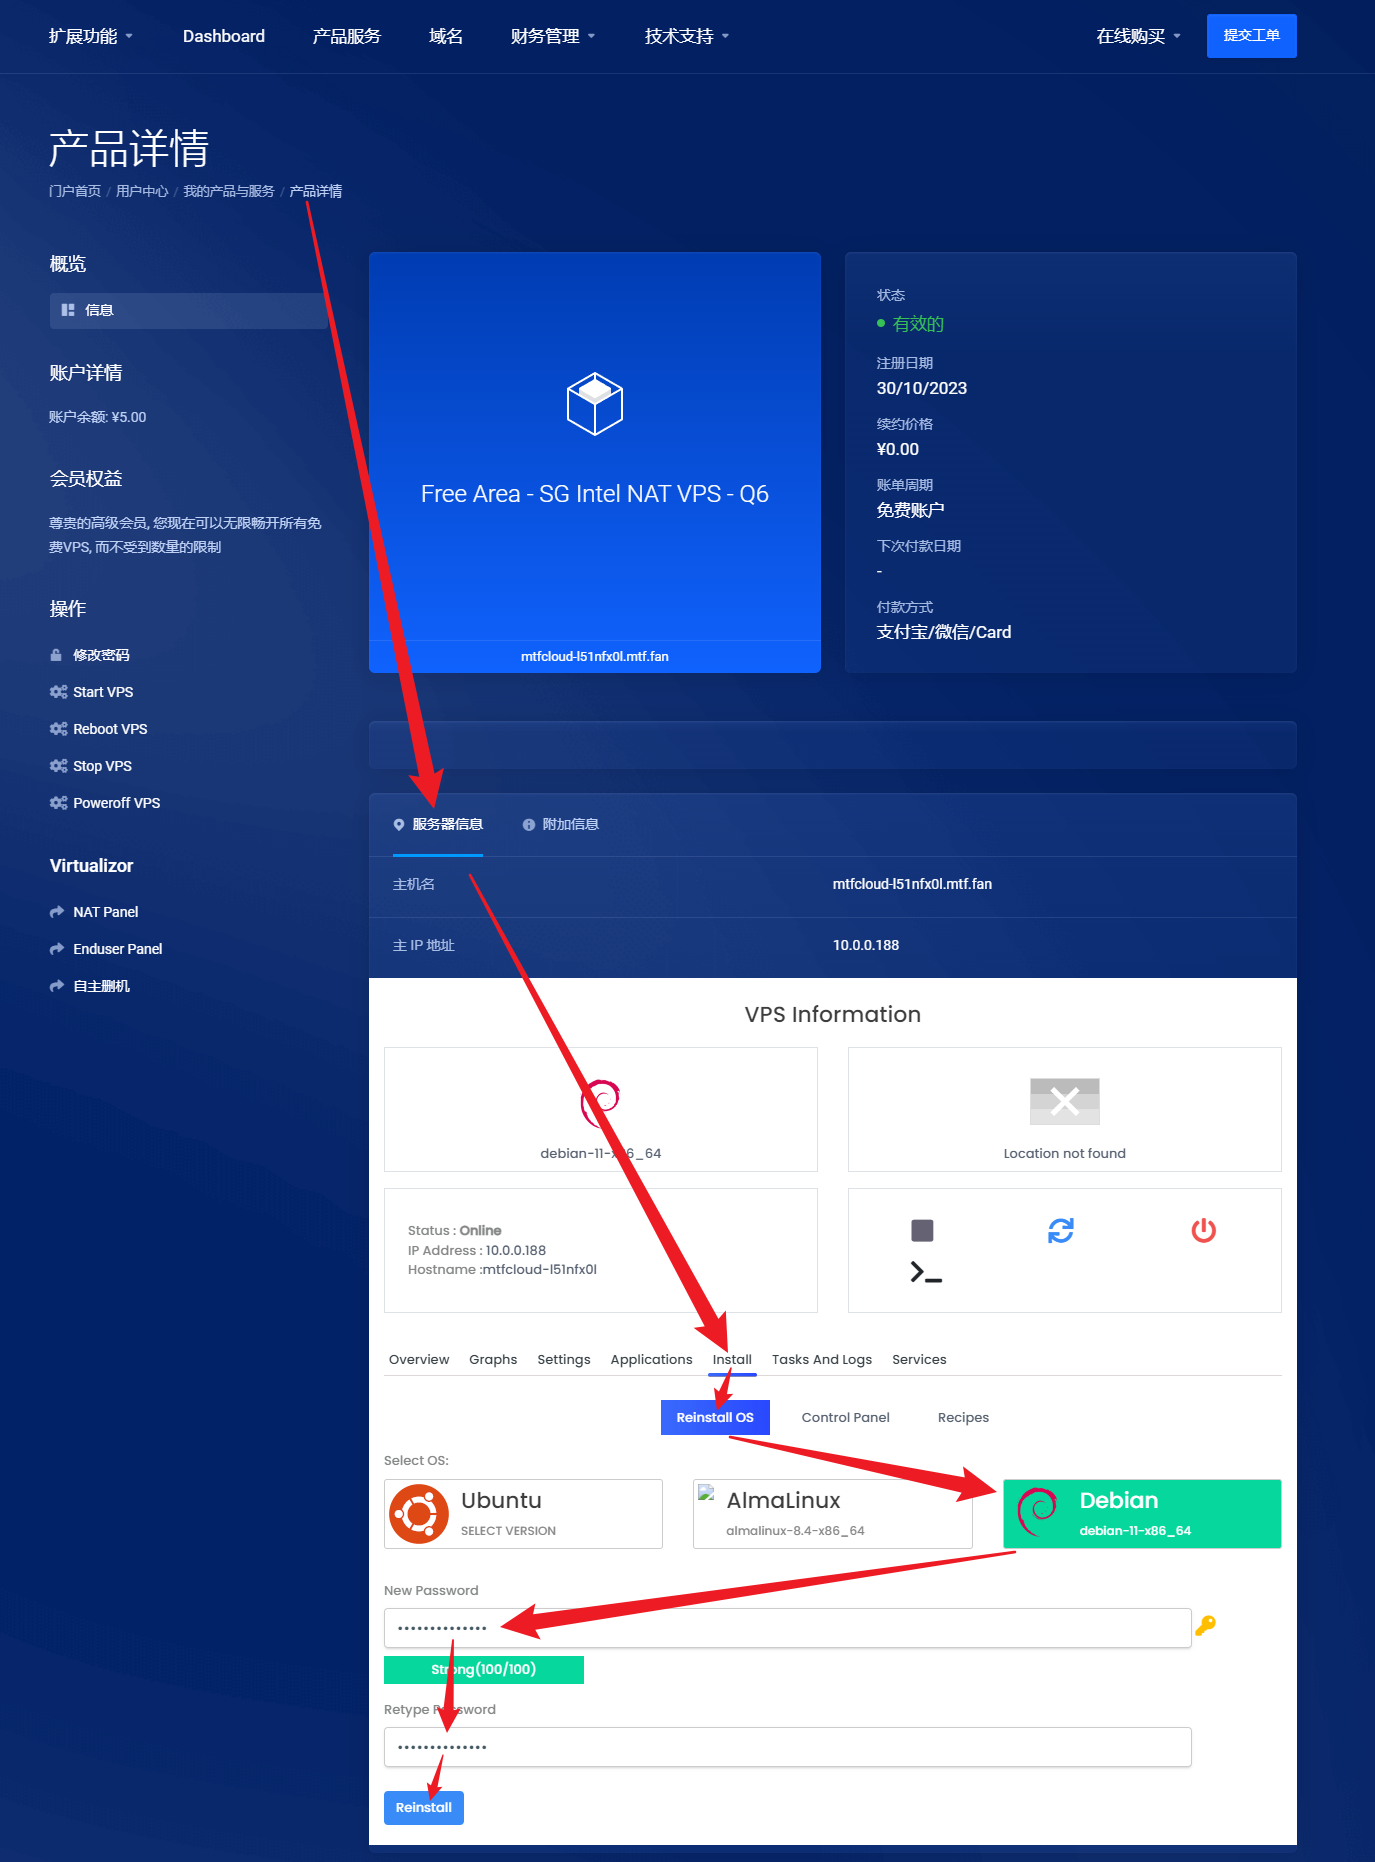 扩展功能 Dashboard 产品服务 域名 财务管理 技术支持 在线购买 提交工单
产品详情
门户首页 / 用户中心 / 我的产品与服务 / 产品详情
概览
信息
账户详情
账户余额: ¥5.00
会员权益
尊贵的高级会员, 您现在可以无限畅开所有免
费VPS, 而不受到数量的限制
操作
修改密码
Start VPS
Reboot VPS
Stop VPS
Poweroff VPS
Virtualizor
NAT Panel
Enduser Panel
自主删机
Free Area - SG Intel NAT VPS - Q6
mtfcloud-l51nfx0l.mtf.fan
状态
有效的
注册日期
30/10/2023
续约价格
¥0.00
账单周期
免费账户
下次付款日期
-
付款方式
支付宝/微信/Card
服务器信息 附加信息
主机名 mtfcloud-l51nfx0l.mtf.fan
主 IP 地址 10.0.0.188
VPS Information
debian-11-x86_64
Location not found
Status : Online
IP Address : 10.0.0.188
Hostname :mtfcloud-l51nfx0l
Overview Graphs Settings Applications Install Tasks And Logs Services
Reinstall OS Control Panel Recipes
Select OS:
Ubuntu
SELECT VERSION
AlmaLinux
almalinux-8.4-x86_64
Debian
debian-11-x86_64
New Password
••••••••••••••
Strong(100/100)
Retype Password
••••••••••••••
Reinstall